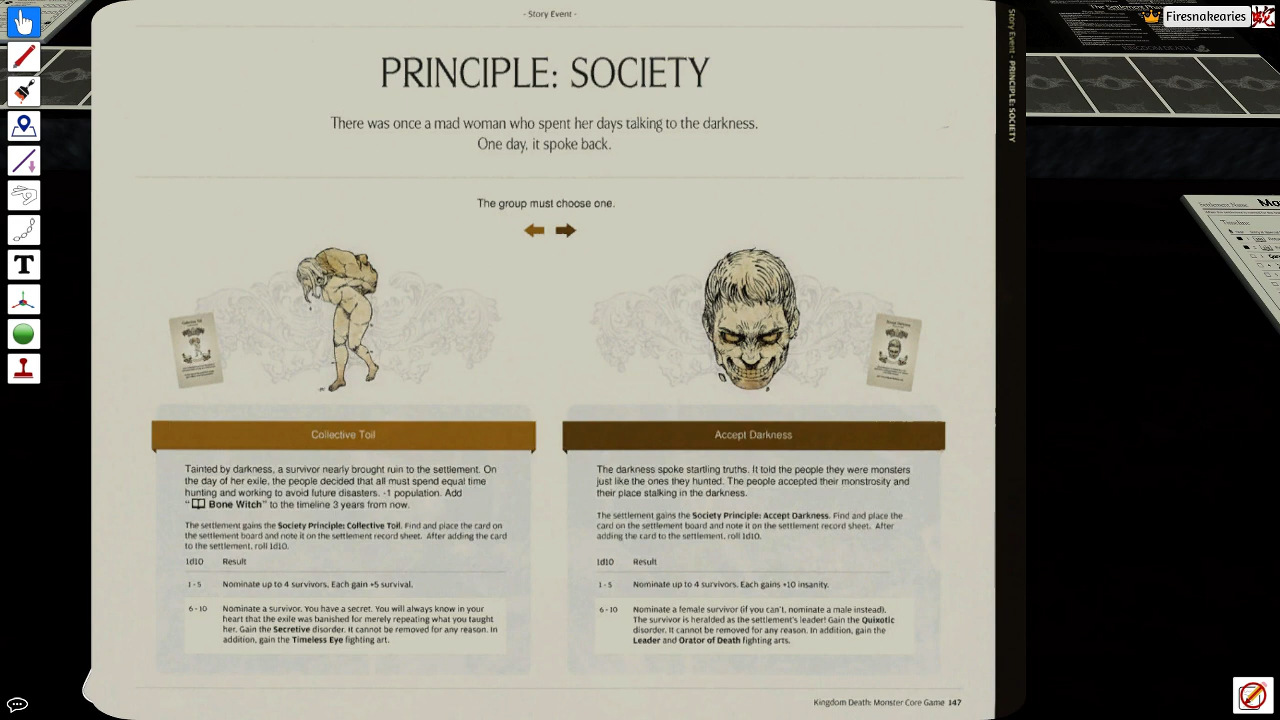 - Story Event -
Firesnakearies
PRINCIPLE: SOCIETY
Story Event - PRINCIPLE: SOCIETY
There was once a mad woman who spent her days talking to the darkness.
One day, it spoke back.
The group must choose one.
Collective Toil
Tainted by darkness, a survivor nearly brought ruin to the settlement. On
the day of her exile, the people decided that all must spend equal time
hunting and working to avoid future disasters. -1 population. Add
" Bone Witch" to the timeline 3 years from now.
The settlement gains the Society Principle: Collective Toil. Find and place the card
on the settlement board and note it on the settlement record sheet. After adding the card
to the settlement, roll 1d10.
1d10 Result
1 - 5 Nominate up to 4 survivors. Each gain +5 survival.
6 - 10 Nominate a survivor. You have a secret. You will always know in your
heart that the exile was banished for merely repeating what you taught
her. Gain the Secretive disorder. It cannot be removed for any reason. In
addition, gain the Timeless Eye fighting art.
Accept Darkness
The darkness spoke startling truths. It told the people they were monsters
just like the ones they hunted. The people accepted their monstrosity and
their place stalking in the darkness.
The settlement gains the Society Principle: Accept Darkness. Find and place the
card on the settlement board and note it on the settlement record sheet. After
adding the card to the settlement, roll 1d10.
1d10 Result
1 - 5 Nominate up to 4 survivors. Each gains +10 insanity.
6 - 10 Nominate a female survivor (if you can't, nominate a male instead).
The survivor is heralded as the settlement's leader! Gain the Quixotic
disorder. It cannot be removed for any reason. In addition, gain the
Leader and Orator of Death fighting arts.
Kingdom Death: Monster Core Game 147
T
Settlement Name
Timeline